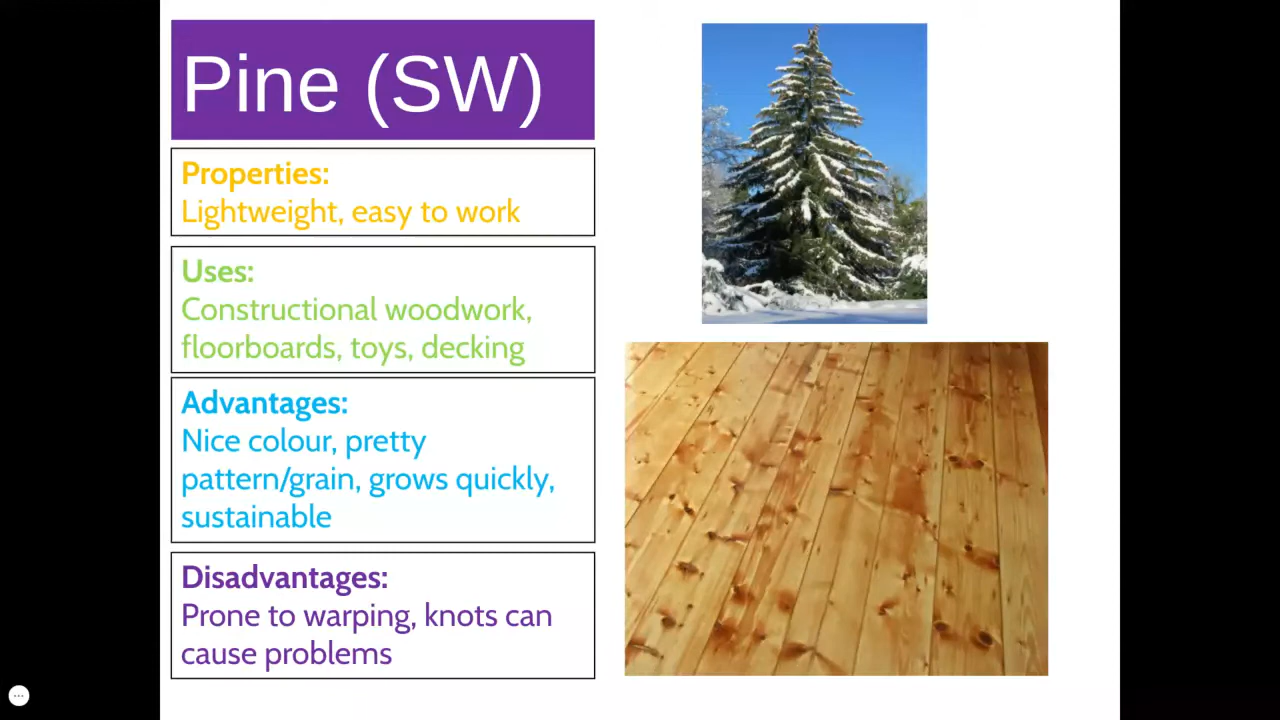 Pine (SW)
Properties:
Lightweight, easy to work
Uses:
Constructional woodwork,
floorboards, toys, decking
Advantages:
Nice colour, pretty
pattern/grain, grows quickly,
sustainable
Disadvantages:
Prone to warping, knots can
cause problems